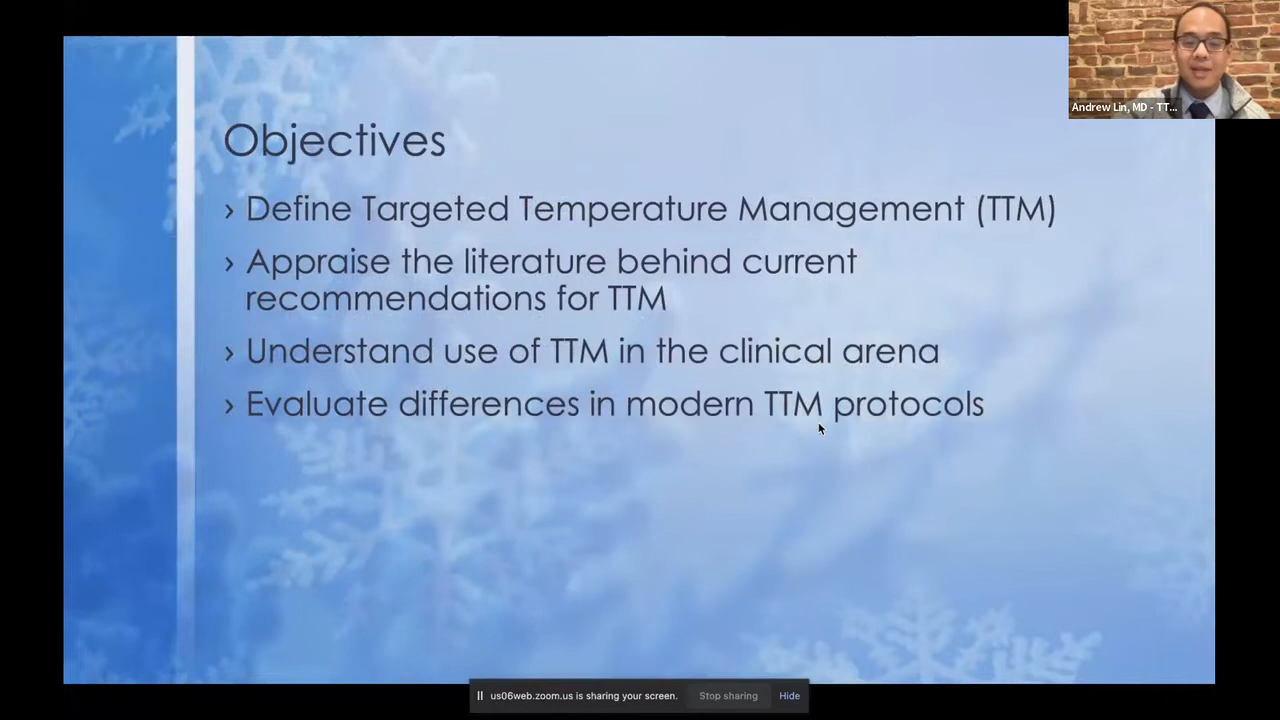 Andrew Lin, MD - TT...
Objectives
› Define Targeted Temperature Management (TTM)
› Appraise the literature behind current
recommendations for TTM
› Understand use of TTM in the clinical arena
› Evaluate differences in modern TTM protocols
us06web.zoom.us is sharing your screen. Stop sharing Hide